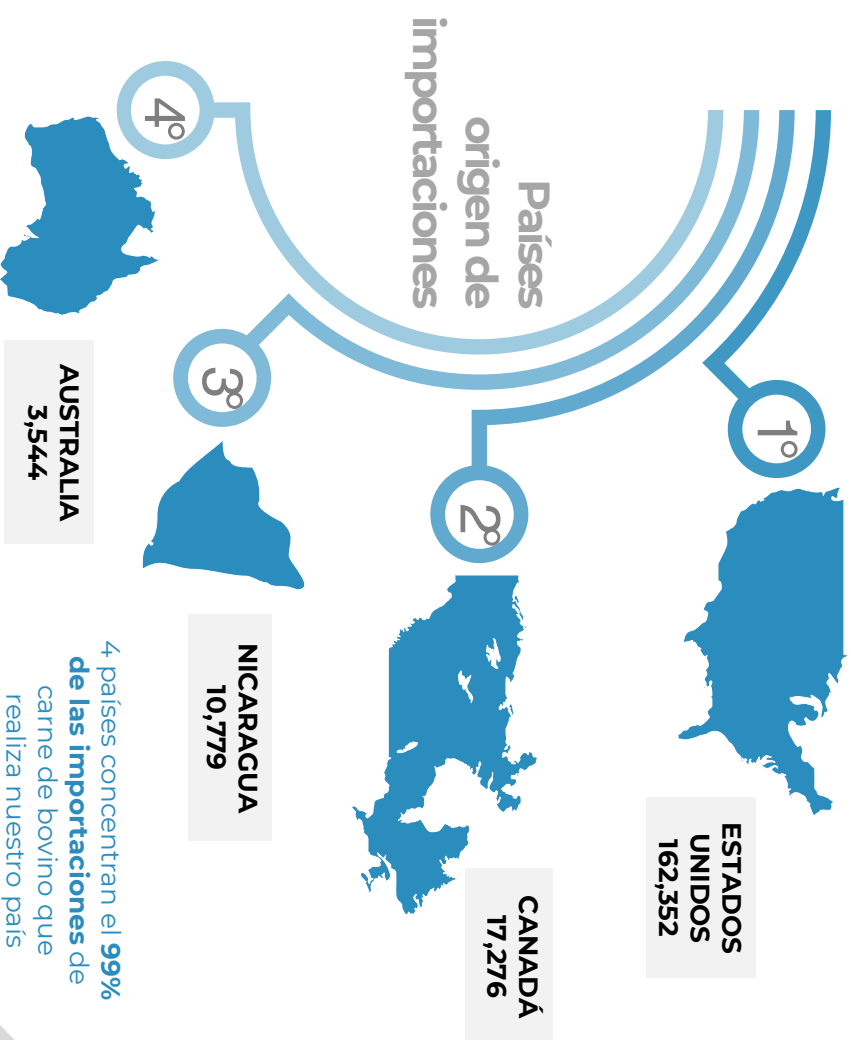 Países
origen de
importaciones
1°
ESTADOS
UNIDOS
162,352
2°
CANADÁ
17,276
3°
NICARAGUA
10,779
4°
AUSTRALIA
3,544
4 países concentran el 99%
de las importaciones de
carne de bovino que
realiza nuestro país